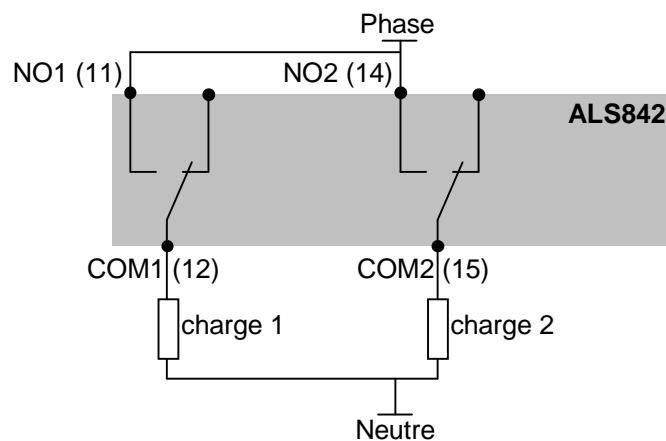 Phase
NO1 (11)
NO2 (14)
ALS842
COM1 (12)
COM2 (15)
charge 1
charge 2
Neutre